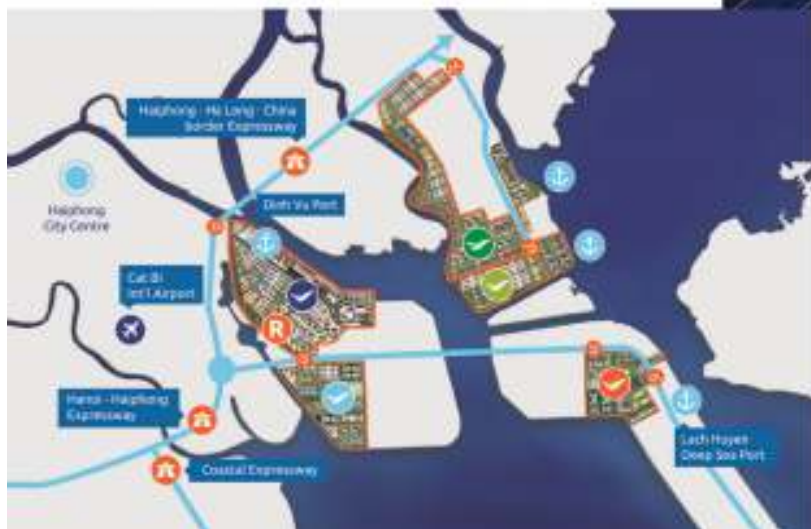 Haiphong - Ha Long - China
border Expressway
Dinh Vu Port
Haiphong
City Centre
Cat Bi
Int'l Airport
R
Hanoi - Haiphong
Expressway
Coastal Expressway
Lach Huyen
Deep Sea Port